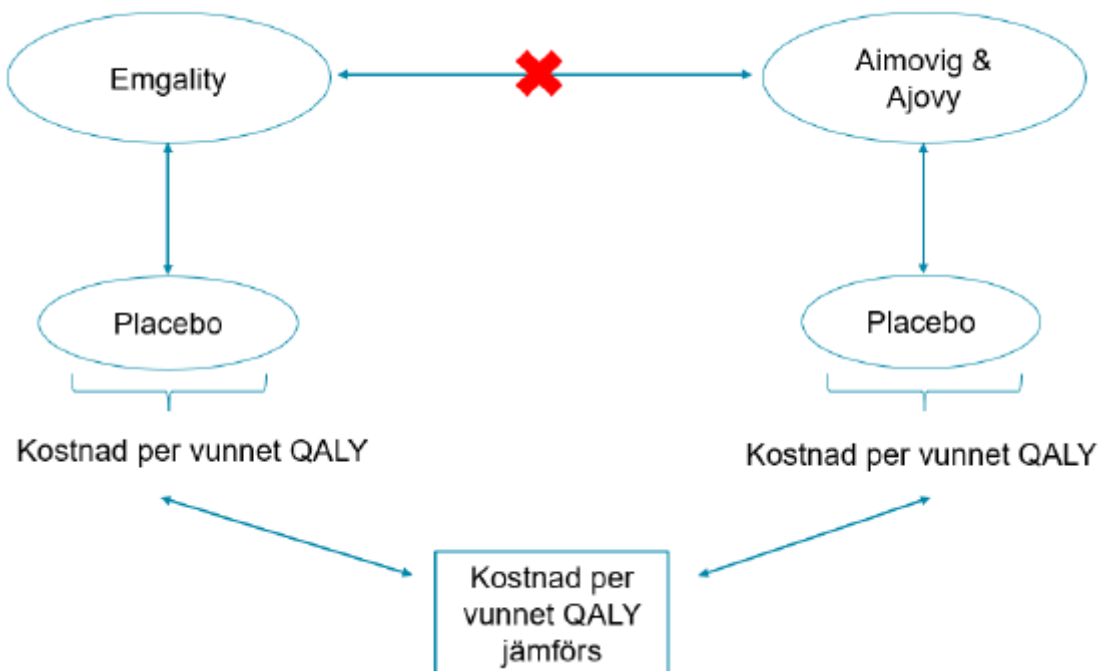 Emgality
Aimovig &
Ajovy
Placebo
Placebo
Kostnad per vunnet QALY
Kostnad per vunnet QALY
Kostnad per
vunnet QALY
jämförs